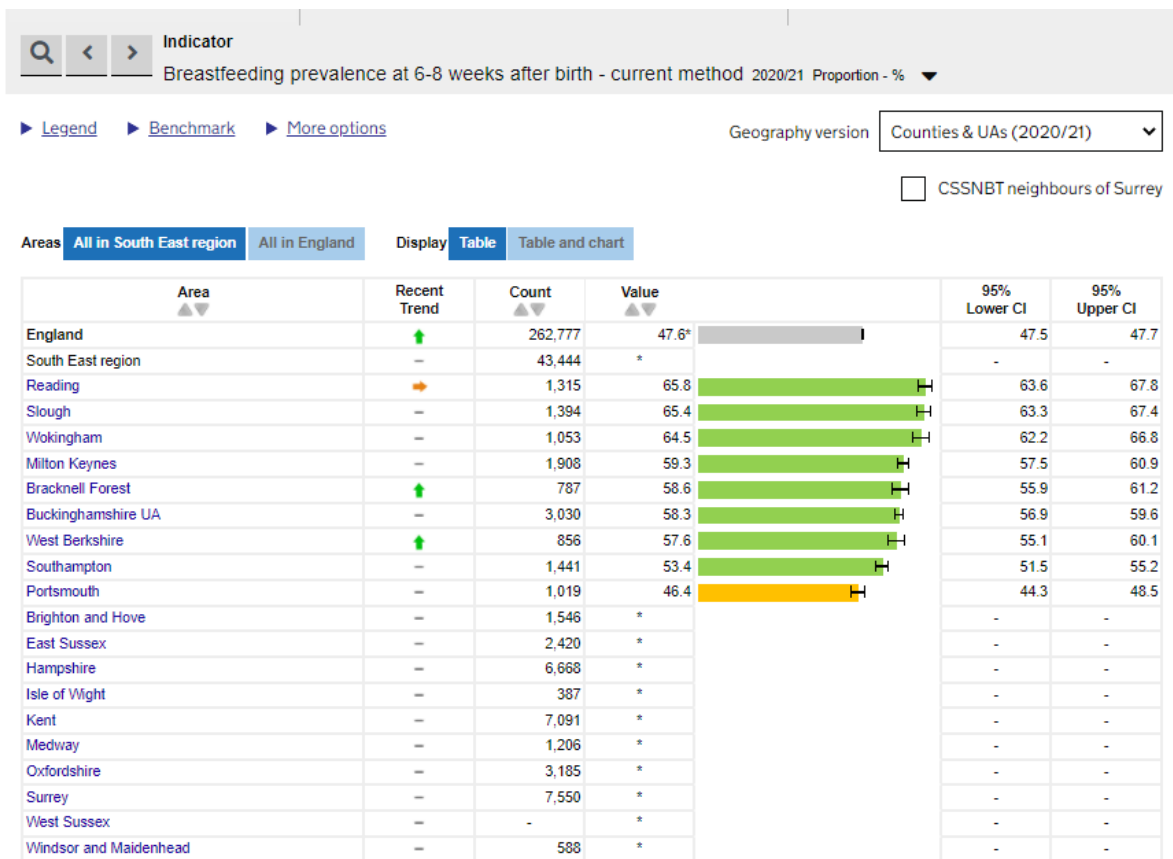 Indicator
Breastfeeding prevalence at 6-8 weeks after birth - current method 2020/21 Proportion - %
Legend Benchmark More options Geography version Counties & UAs (2020/21)
CSSNBT neighbours of Surrey
Areas All in South East region All in England Display Table Table and chart
Area Recent Trend Count Value 95% Lower CI 95% Upper CI
England 262,777 47.6* 47.5 47.7
South East region – 43,444 * - -
Reading 1,315 65.8 63.6 67.8
Slough – 1,394 65.4 63.3 67.4
Wokingham – 1,053 64.5 62.2 66.8
Milton Keynes – 1,908 59.3 57.5 60.9
Bracknell Forest 787 58.6 55.9 61.2
Buckinghamshire UA – 3,030 58.3 56.9 59.6
West Berkshire 856 57.6 55.1 60.1
Southampton – 1,441 53.4 51.5 55.2
Portsmouth – 1,019 46.4 44.3 48.5
Brighton and Hove – 1,546 * - -
East Sussex – 2,420 * - -
Hampshire – 6,668 * - -
Isle of Wight – 387 * - -
Kent – 7,091 * - -
Medway – 1,206 * - -
Oxfordshire – 3,185 * - -
Surrey – 7,550 * - -
West Sussex – - * - -
Windsor and Maidenhead – 588 * - -